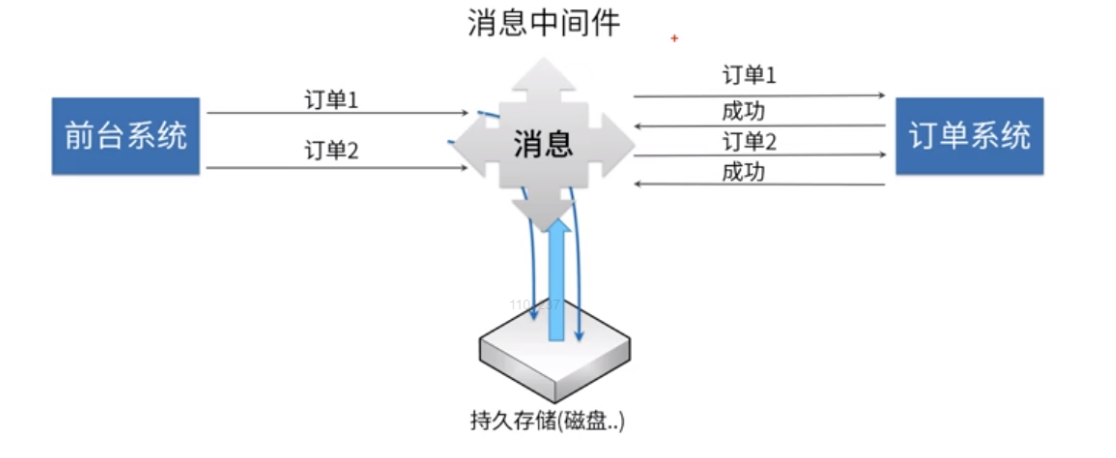 消息中间件
前台系统
订单1
订单2
消息
订单1
成功
订单2
成功
订单系统
持久存储(磁盘..)